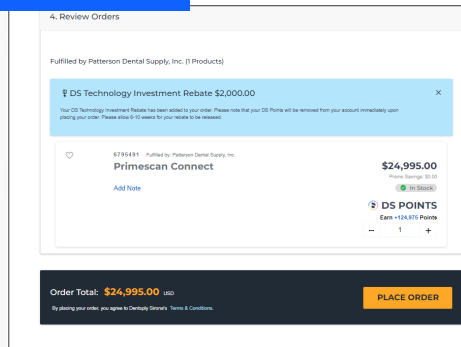 4. Review Orders
Fulfilled by Patterson Dental Supply, Inc. (1 Products)
DS Technology Investment Rebate $2,000.00
Your DS Technology Investment Rebate has been added to your order. Please note that your DS Points will be removed from your account immediately upon
placing your order. Please allow 6-10 weeks for your rebate to be released.
6795491 Fulfilled by: Patterson Dental Supply, Inc.
Primescan Connect
$24,995.00
Promo Savings: $0.00
Add Note
In Stock
DS POINTS
Earn +124,975 Points
− 1 +
Order Total: $24,995.00 USD
PLACE ORDER
By placing your order, you agree to Dentsply Sirona's Terms & Conditions.